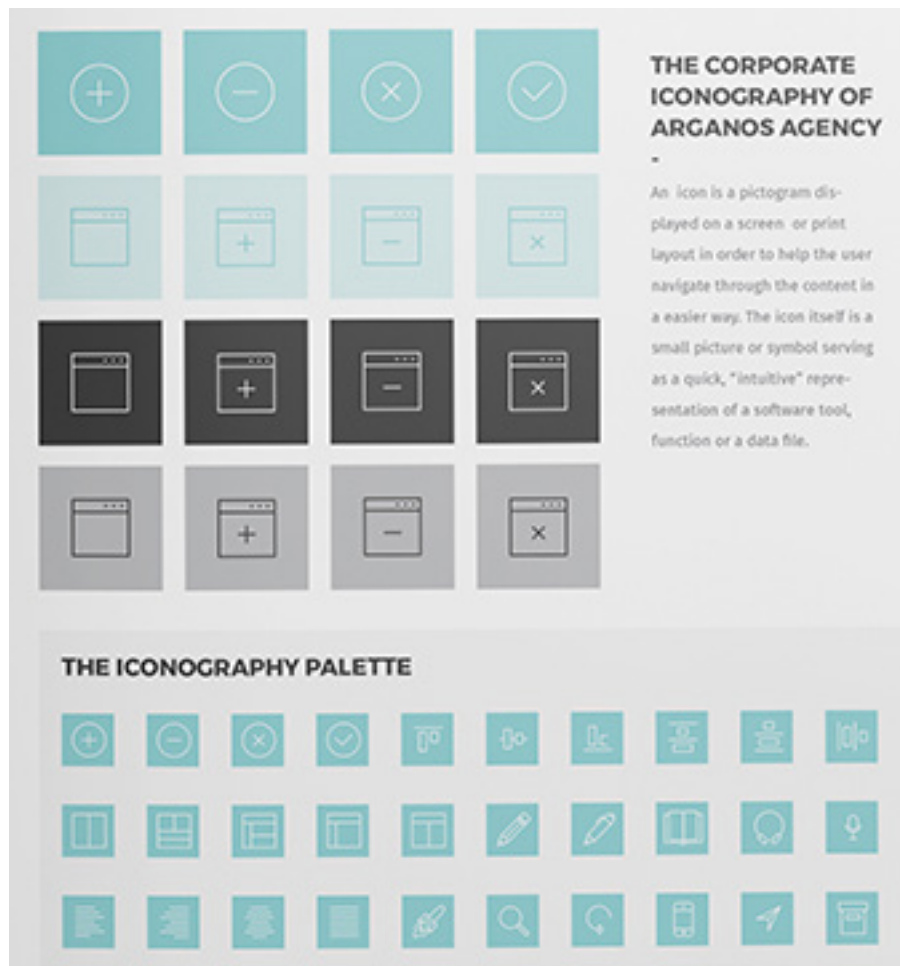 THE CORPORATE
ICONOGRAPHY OF
ARGANOS AGENCY
-
An icon is a pictogram dis-
played on a screen or print
layout in order to help the user
navigate through the content in
a easier way. The icon itself is a
small picture or symbol serving
as a quick, "intuitive" repre-
sentation of a software tool,
function or a data file.
THE ICONOGRAPHY PALETTE